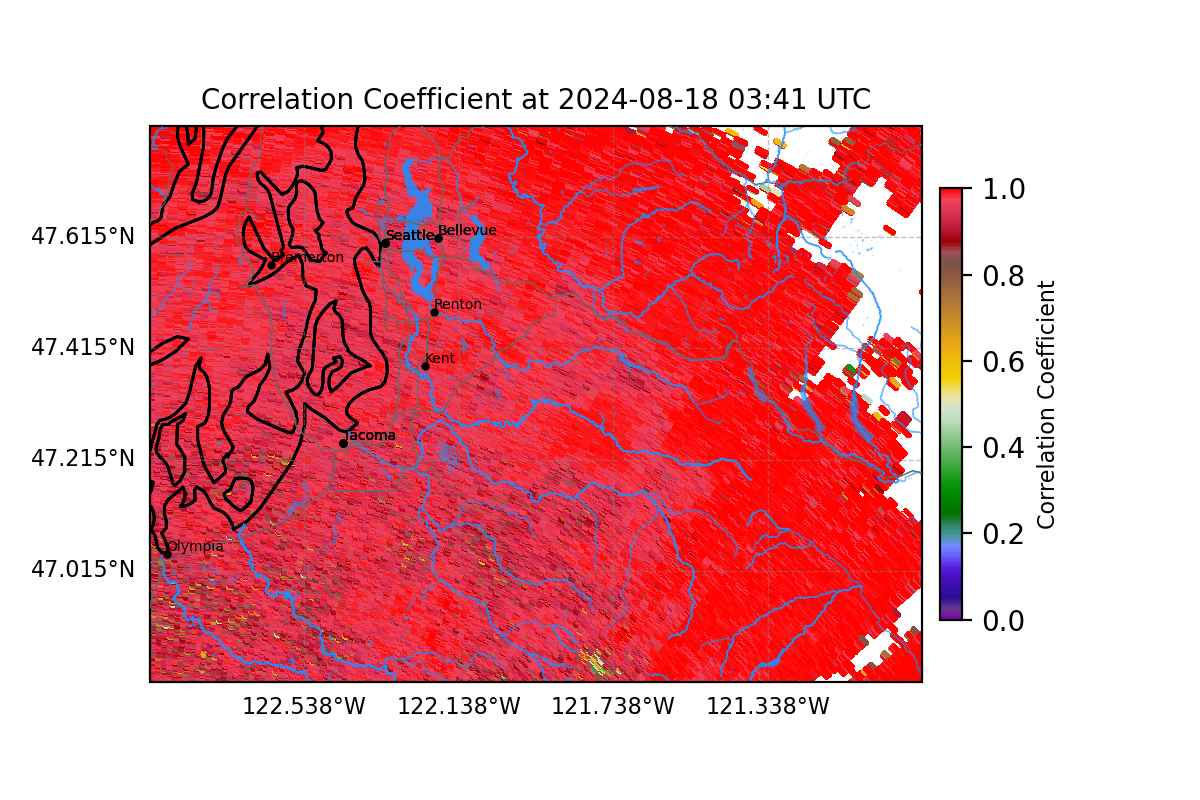 Correlation Coefficient at 2024-08-18 03:41 UTC
47.615°N
47.415°N
47.215°N
47.015°N
122.538°W
122.138°W
121.738°W
121.338°W
Seattle
Bellevue
Bremerton
Renton
Kent
Tacoma
Olympia
1.0
0.8
0.6
0.4
0.2
0.0
Correlation Coefficient